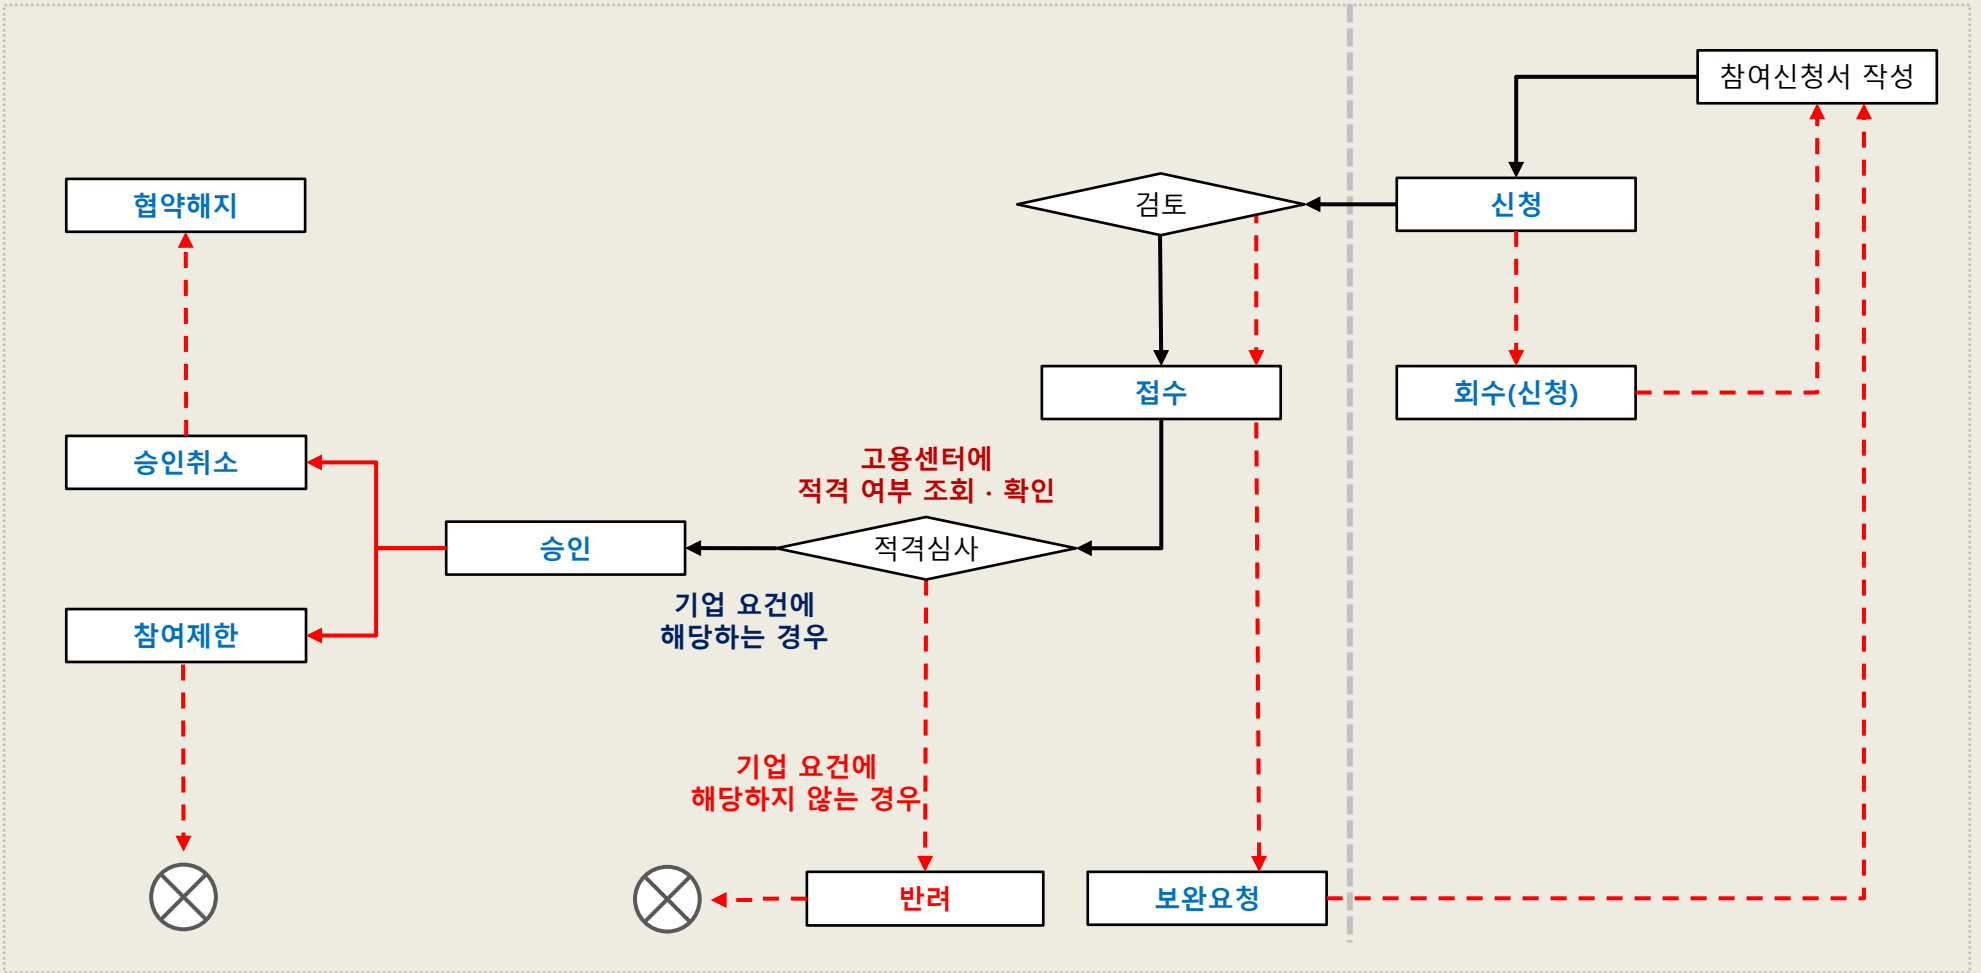 참여신청서 작성
협약해지
검토
신청
접수
회수(신청)
승인취소
고용센터에
적격 여부 조회 · 확인
승인
적격심사
기업 요건에
해당하는 경우
참여제한
기업 요건에
해당하지 않는 경우
반려
보완요청